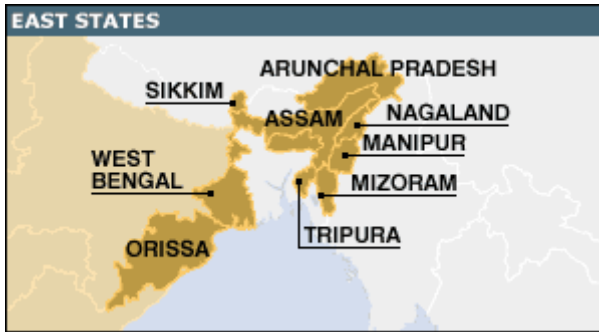 EAST STATES
ARUNCHAL PRADESH
SIKKIM
ASSAM
NAGALAND
MANIPUR
WEST
BENGAL
MIZORAM
TRIPURA
ORISSA